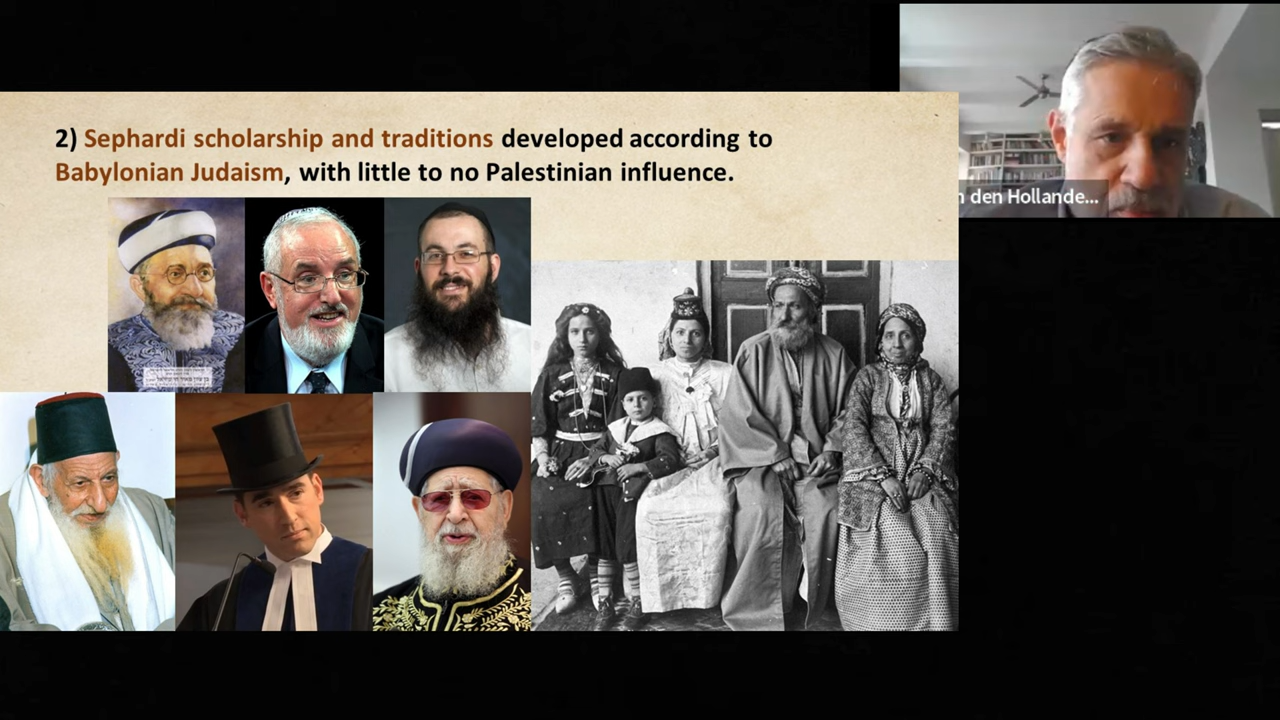 2) Sephardi scholarship and traditions developed according to
Babylonian Judaism, with little to no Palestinian influence.
den Hollande...